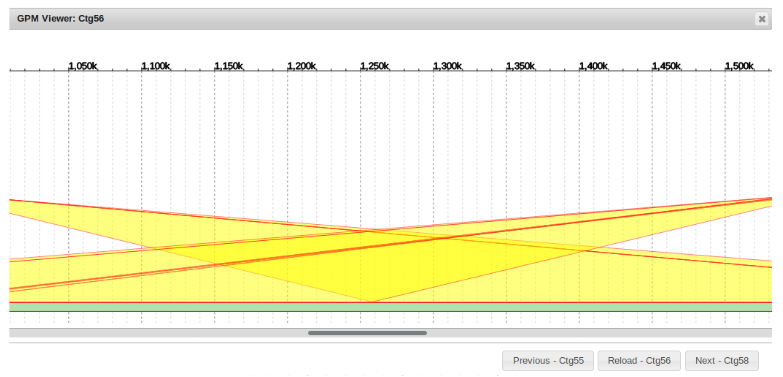 GPM Viewer: Ctg56
1,050k 1,100k 1,150k 1,200k 1,250k 1,300k 1,350k 1,400k 1,450k 1,500k
Previous - Ctg55 Reload - Ctg56 Next - Ctg58